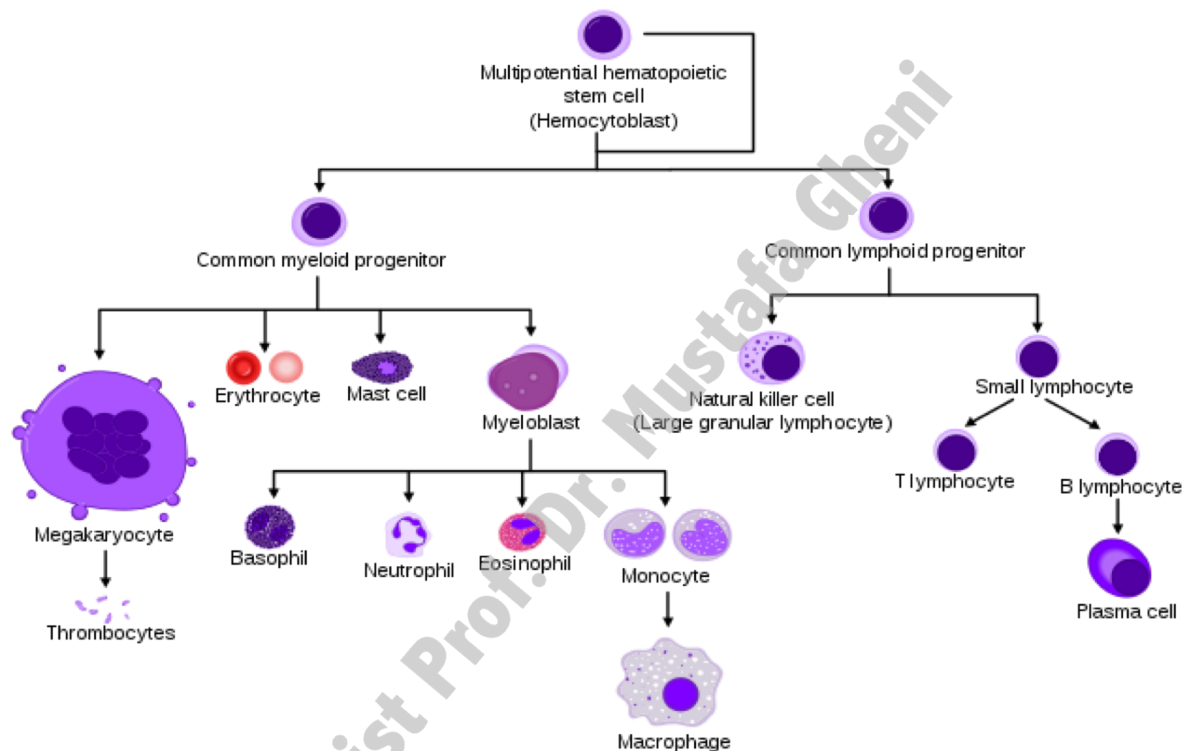 Multipotential hematopoietic
stem cell
(Hemocytoblast)
Common myeloid progenitor
Common lymphoid progenitor
Erythrocyte
Mast cell
Myeloblast
Natural killer cell
(Large granular lymphocyte)
Small lymphocyte
T lymphocyte
B lymphocyte
Megakaryocyte
Basophil
Neutrophil
Eosinophil
Monocyte
Plasma cell
Thrombocytes
Macrophage
ist Prof. Dr. Mustafa Gheni